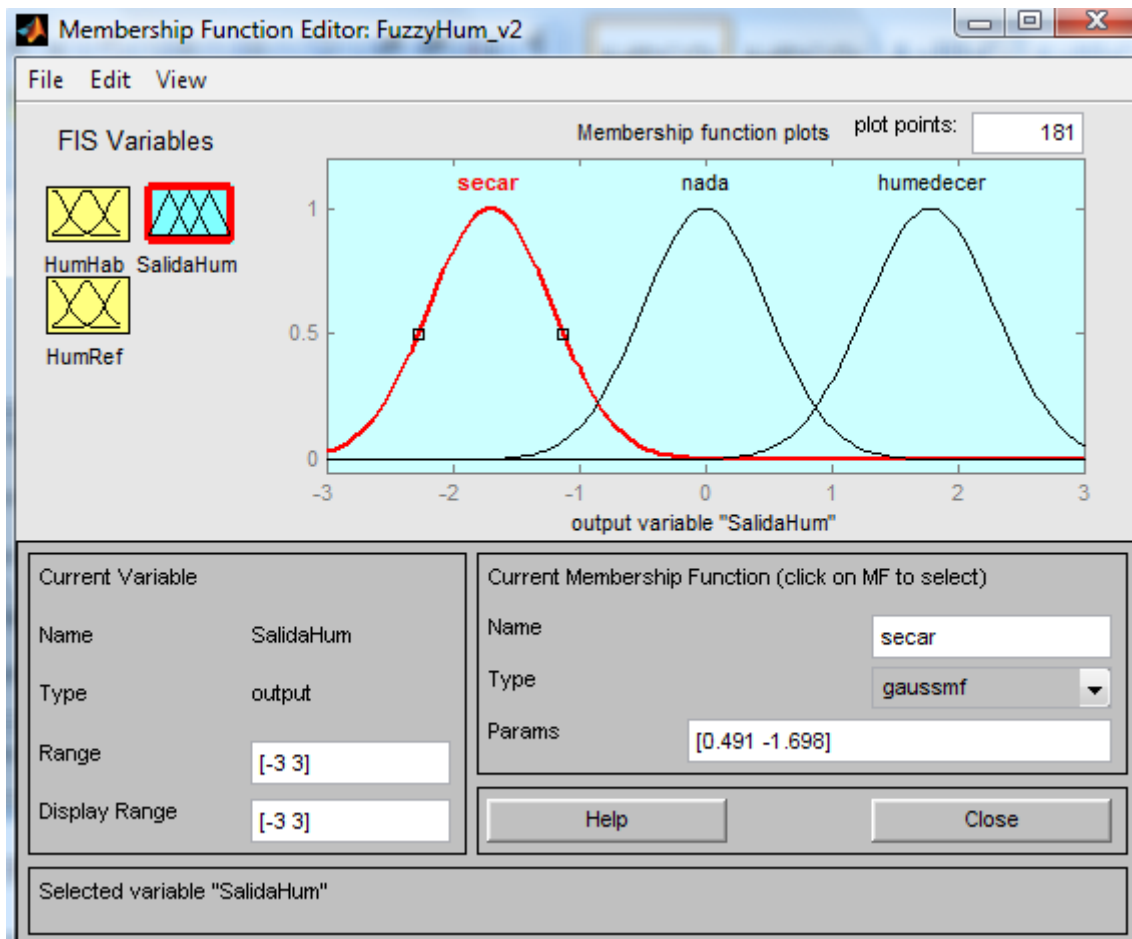 Membership Function Editor: FuzzyHum_v2
File Edit View
FIS Variables
HumHab SalidaHum
HumRef
Membership function plots plot points: 181
secar nada humedecer
1
0.5
0
-3 -2 -1 0 1 2 3
output variable "SalidaHum"
Current Variable
Name SalidaHum
Type output
Range [-3 3]
Display Range [-3 3]
Current Membership Function (click on MF to select)
Name secar
Type gaussmf
Params [0.491 -1.698]
Help Close
Selected variable "SalidaHum"